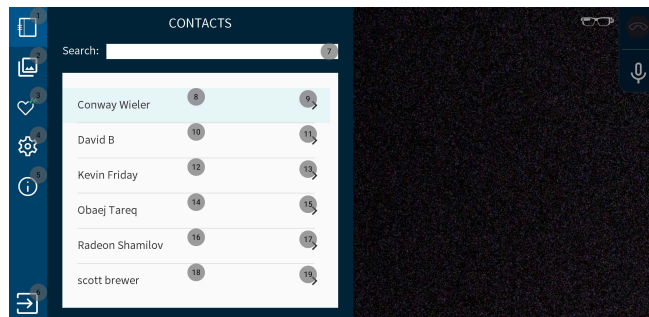 1
CONTACTS
2
Search:
7
3
Conway Wieler
8
9
4
David B
10
11
5
Kevin Friday
12
13
Obaej Tareq
14
15
Radeon Shamilov
16
17
scott brewer
18
19
6